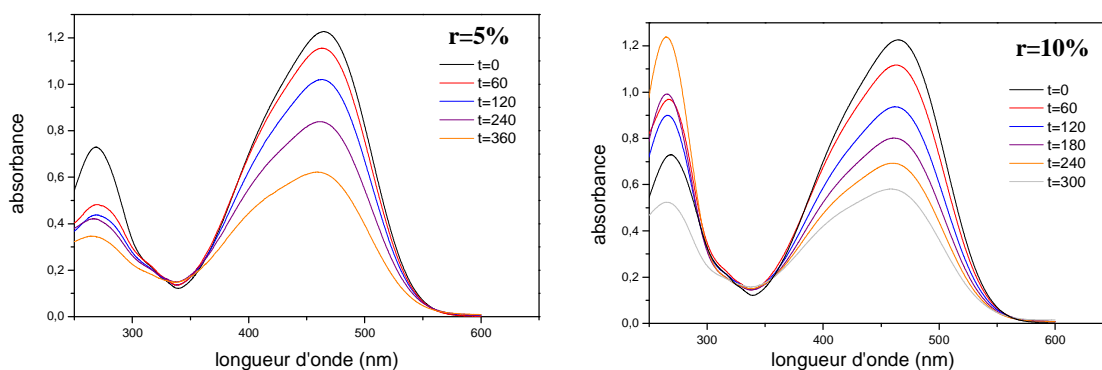 r=5%
1,2
1,0
0,8
0,6
0,4
0,2
0,0
absorbance
t=0
t=60
t=120
t=240
t=360
300
400
500
600
longueur d'onde (nm)
r=10%
1,2
1,0
0,8
0,6
0,4
0,2
0,0
absorbance
t=0
t=60
t=120
t=180
t=240
t=300
300
400
500
600
longueur d'onde (nm)